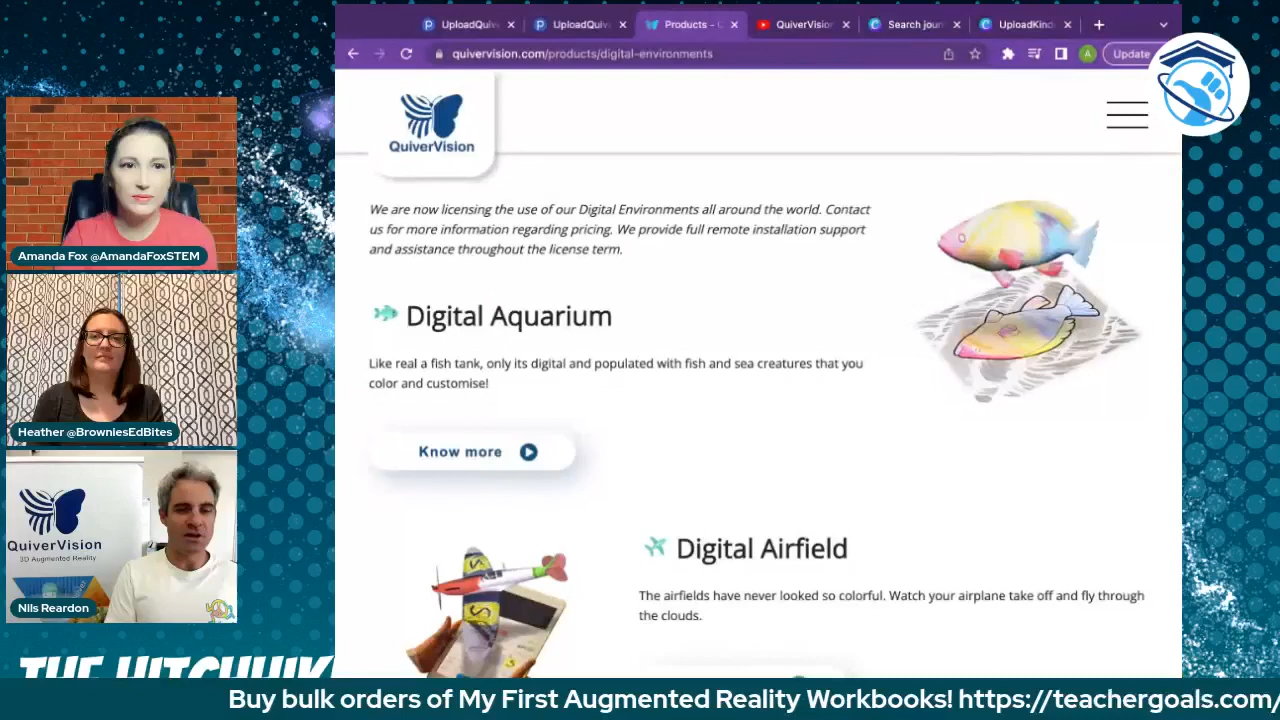 UploadQuiv
UploadQuiv
Products -
QuiverVision
Search jour
UploadKind
quivervision.com/products/digital-environments
A
Update
QuiverVision
We are now licensing the use of our Digital Environments all around the world. Contact
us for more information regarding pricing. We provide full remote installation support
and assistance throughout the license term.
Digital Aquarium
Like real a fish tank, only its digital and populated with fish and sea creatures that you
color and customise!
Know more
Digital Airfield
The airfields have never looked so colorful. Watch your airplane take off and fly through
the clouds.
Amanda Fox @AmandaFoxSTEM
Heather @BrowniesEdBites
QuiverVision
3D Augmented Reality
Nils Reardon
THE HITCHHIK
Buy bulk orders of My First Augmented Reality Workbooks! https://teachergoals.com/